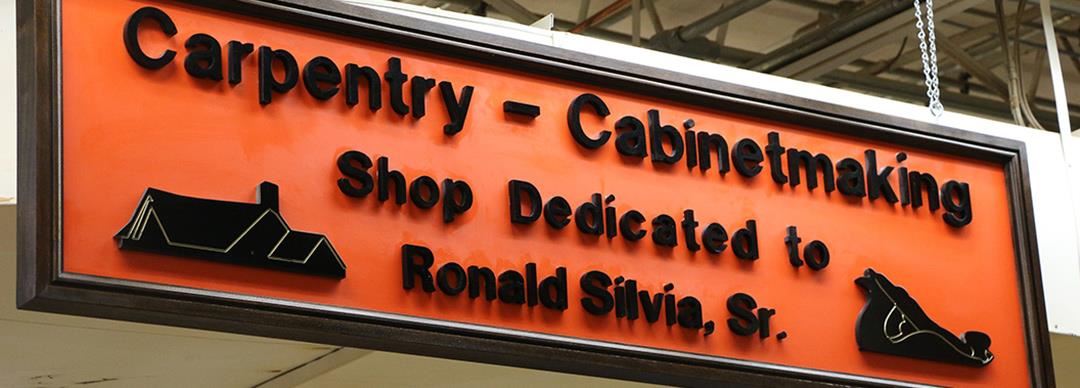 Carpentry – Cabinetmaking
Shop Dedicated to
Ronald Silvia, Sr.